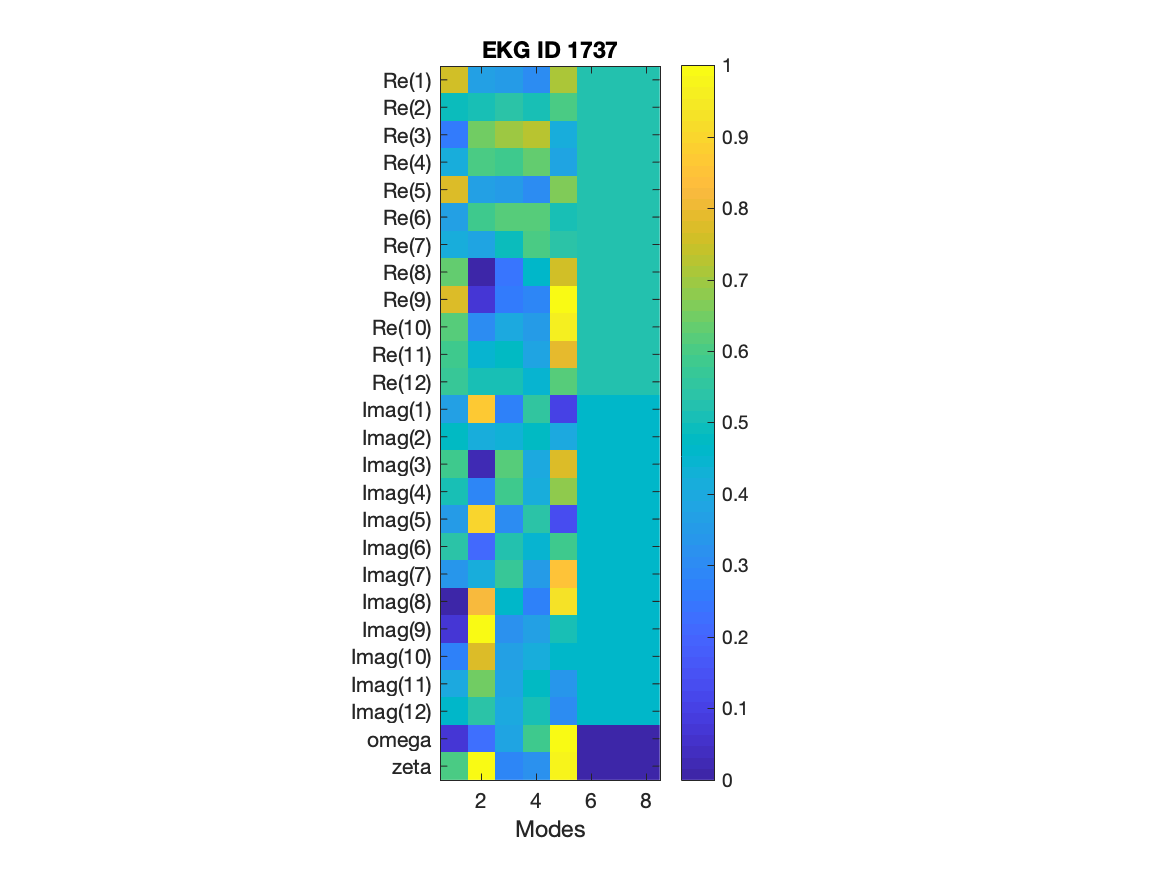 EKG ID 1737
Re(1)
Re(2)
Re(3)
Re(4)
Re(5)
Re(6)
Re(7)
Re(8)
Re(9)
Re(10)
Re(11)
Re(12)
Imag(1)
Imag(2)
Imag(3)
Imag(4)
Imag(5)
Imag(6)
Imag(7)
Imag(8)
Imag(9)
Imag(10)
Imag(11)
Imag(12)
omega
zeta
2 4 6 8
Modes
1
0.9
0.8
0.7
0.6
0.5
0.4
0.3
0.2
0.1
0